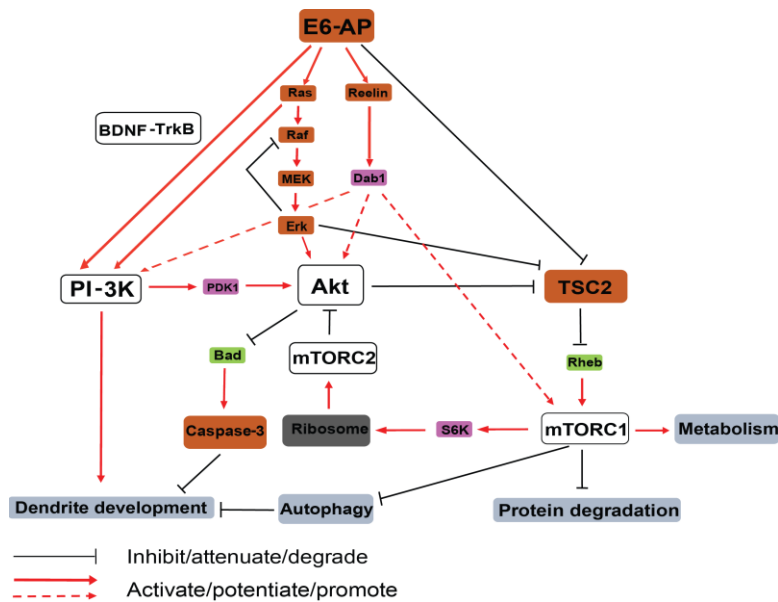 E6-AP
Ras
Reelin
BDNF-TrkB
Raf
MEK
Dab1
Erk
PI-3K
PDK1
Akt
TSC2
Bad
mTORC2
Rheb
Caspase-3
Ribosome
S6K
mTORC1
Metabolism
Dendrite development
Autophagy
Protein degradation
Inhibit/attenuate/degrade
Activate/potentiate/promote